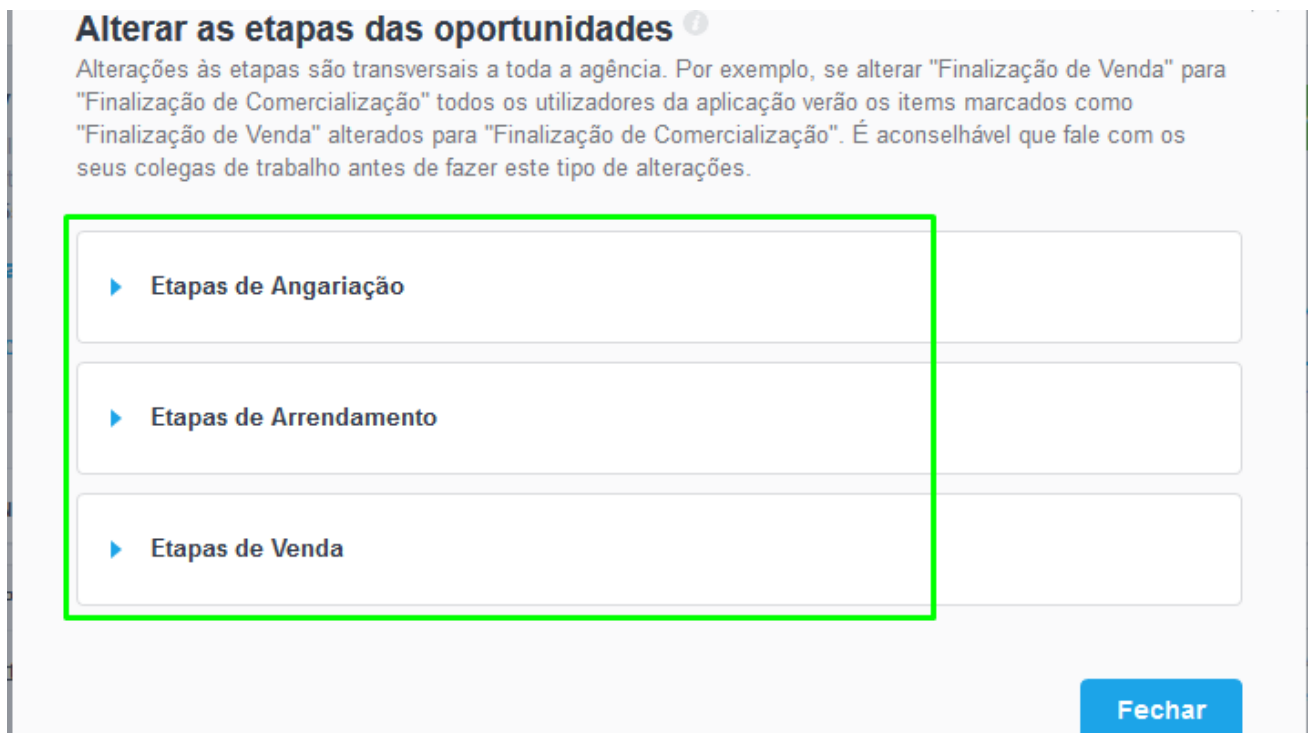 Alterar as etapas das oportunidades
Alterações às etapas são transversais a toda a agência. Por exemplo, se alterar "Finalização de Venda" para
"Finalização de Comercialização" todos os utilizadores da aplicação verão os items marcados como
"Finalização de Venda" alterados para "Finalização de Comercialização". É aconselhável que fale com os
seus colegas de trabalho antes de fazer este tipo de alterações.
Etapas de Angariação
Etapas de Arrendamento
Etapas de Venda
Fechar